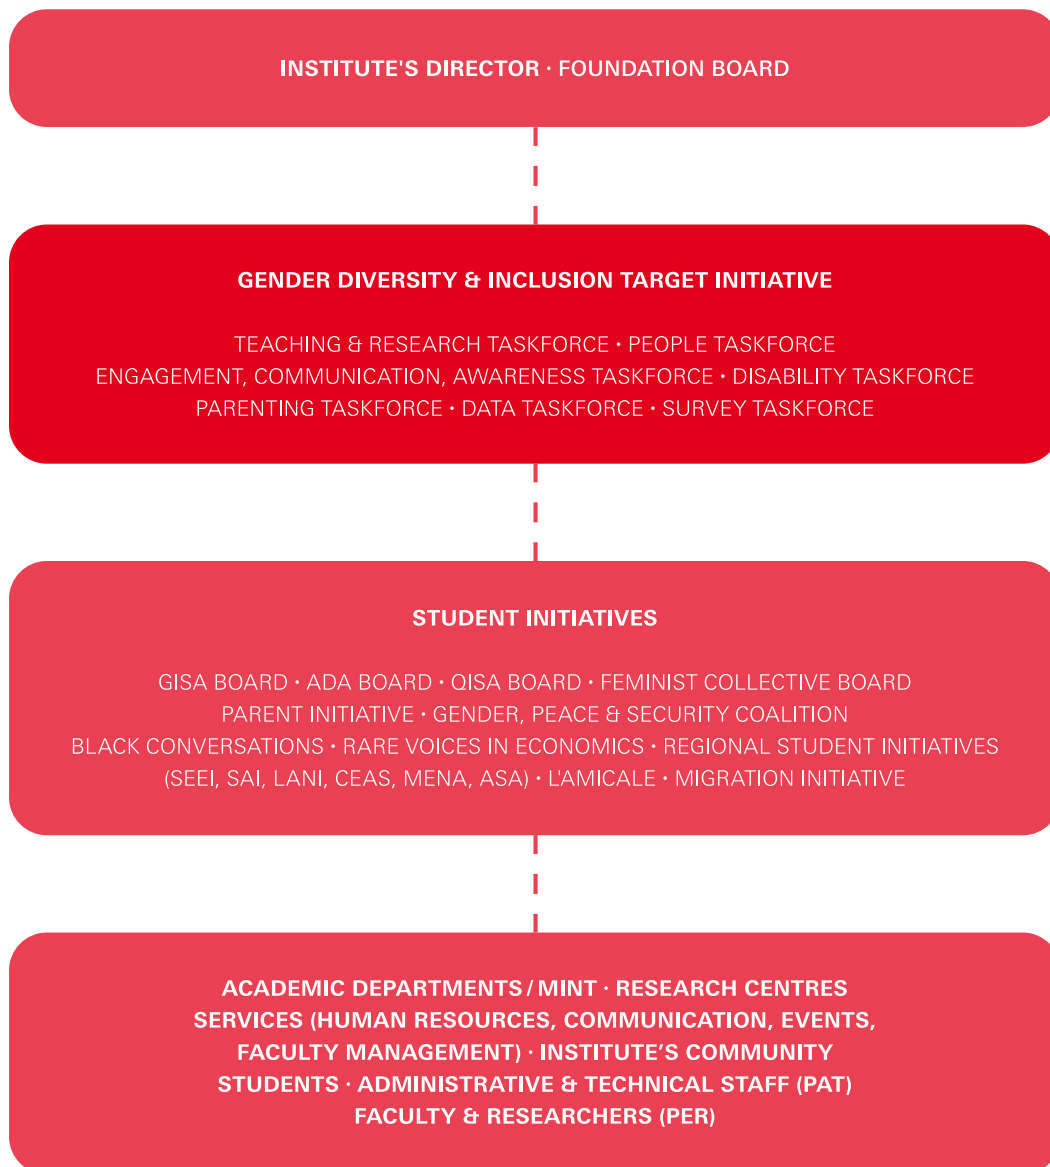 INSTITUTE'S DIRECTOR · FOUNDATION BOARD
GENDER DIVERSITY & INCLUSION TARGET INITIATIVE
TEACHING & RESEARCH TASKFORCE · PEOPLE TASKFORCE
ENGAGEMENT, COMMUNICATION, AWARENESS TASKFORCE · DISABILITY TASKFORCE
PARENTING TASKFORCE · DATA TASKFORCE · SURVEY TASKFORCE
STUDENT INITIATIVES
GISA BOARD · ADA BOARD · QISA BOARD · FEMINIST COLLECTIVE BOARD
PARENT INITIATIVE · GENDER, PEACE & SECURITY COALITION
BLACK CONVERSATIONS · RARE VOICES IN ECONOMICS · REGIONAL STUDENT INITIATIVES
(SEEI, SAI, LANI, CEAS, MENA, ASA) · L'AMICALE · MIGRATION INITIATIVE
ACADEMIC DEPARTMENTS / MINT · RESEARCH CENTRES
SERVICES (HUMAN RESOURCES, COMMUNICATION, EVENTS,
FACULTY MANAGEMENT) · INSTITUTE’S COMMUNITY
STUDENTS · ADMINISTRATIVE & TECHNICAL STAFF (PAT)
FACULTY & RESEARCHERS (PER)